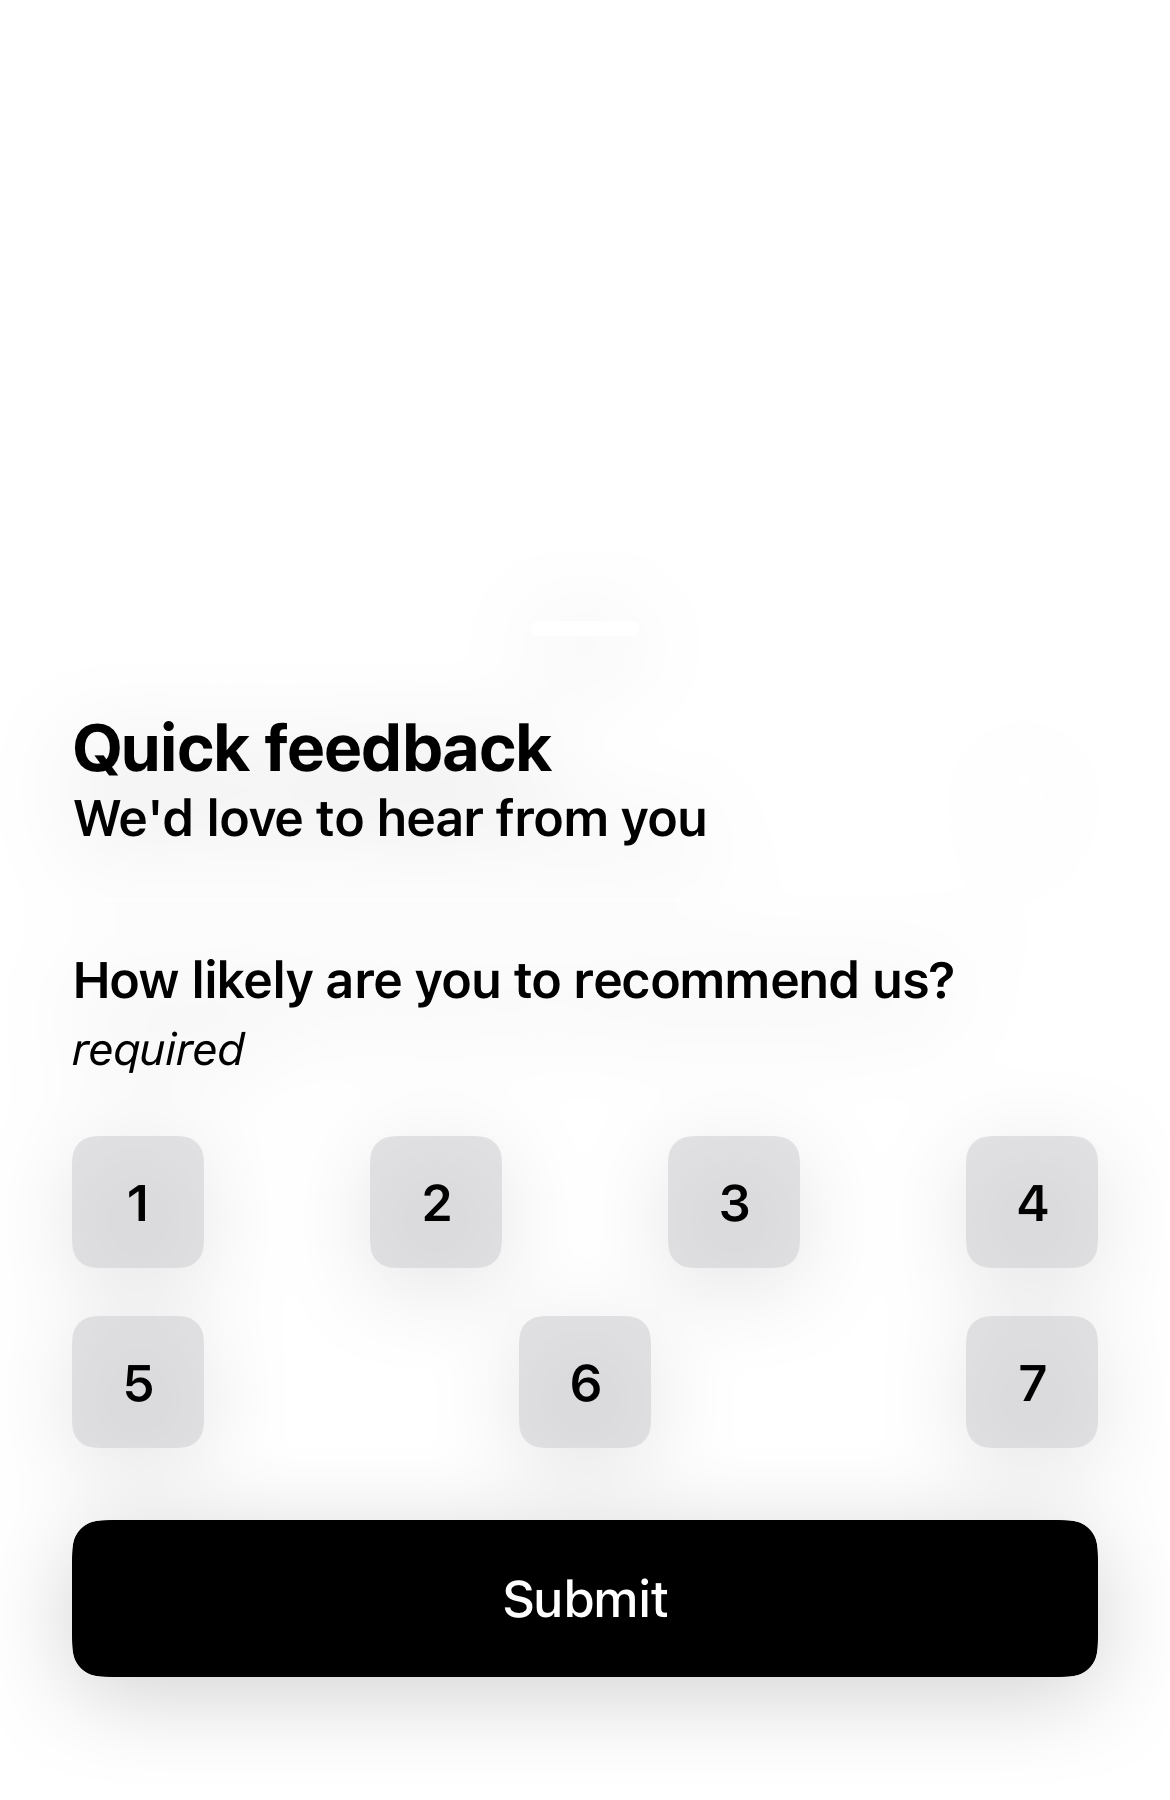 Quick feedback
We'd love to hear from you
How likely are you to recommend us?
required
1 2 3 4
5 6 7
Submit